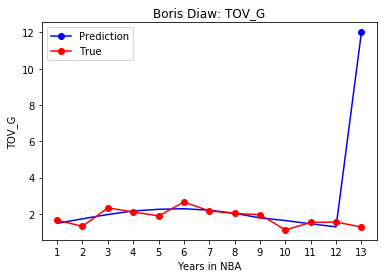 Boris Diaw: TOV_G
Prediction
True
TOV_G
12
10
8
6
4
2
1 2 3 4 5 6 7 8 9 10 11 12 13
Years in NBA